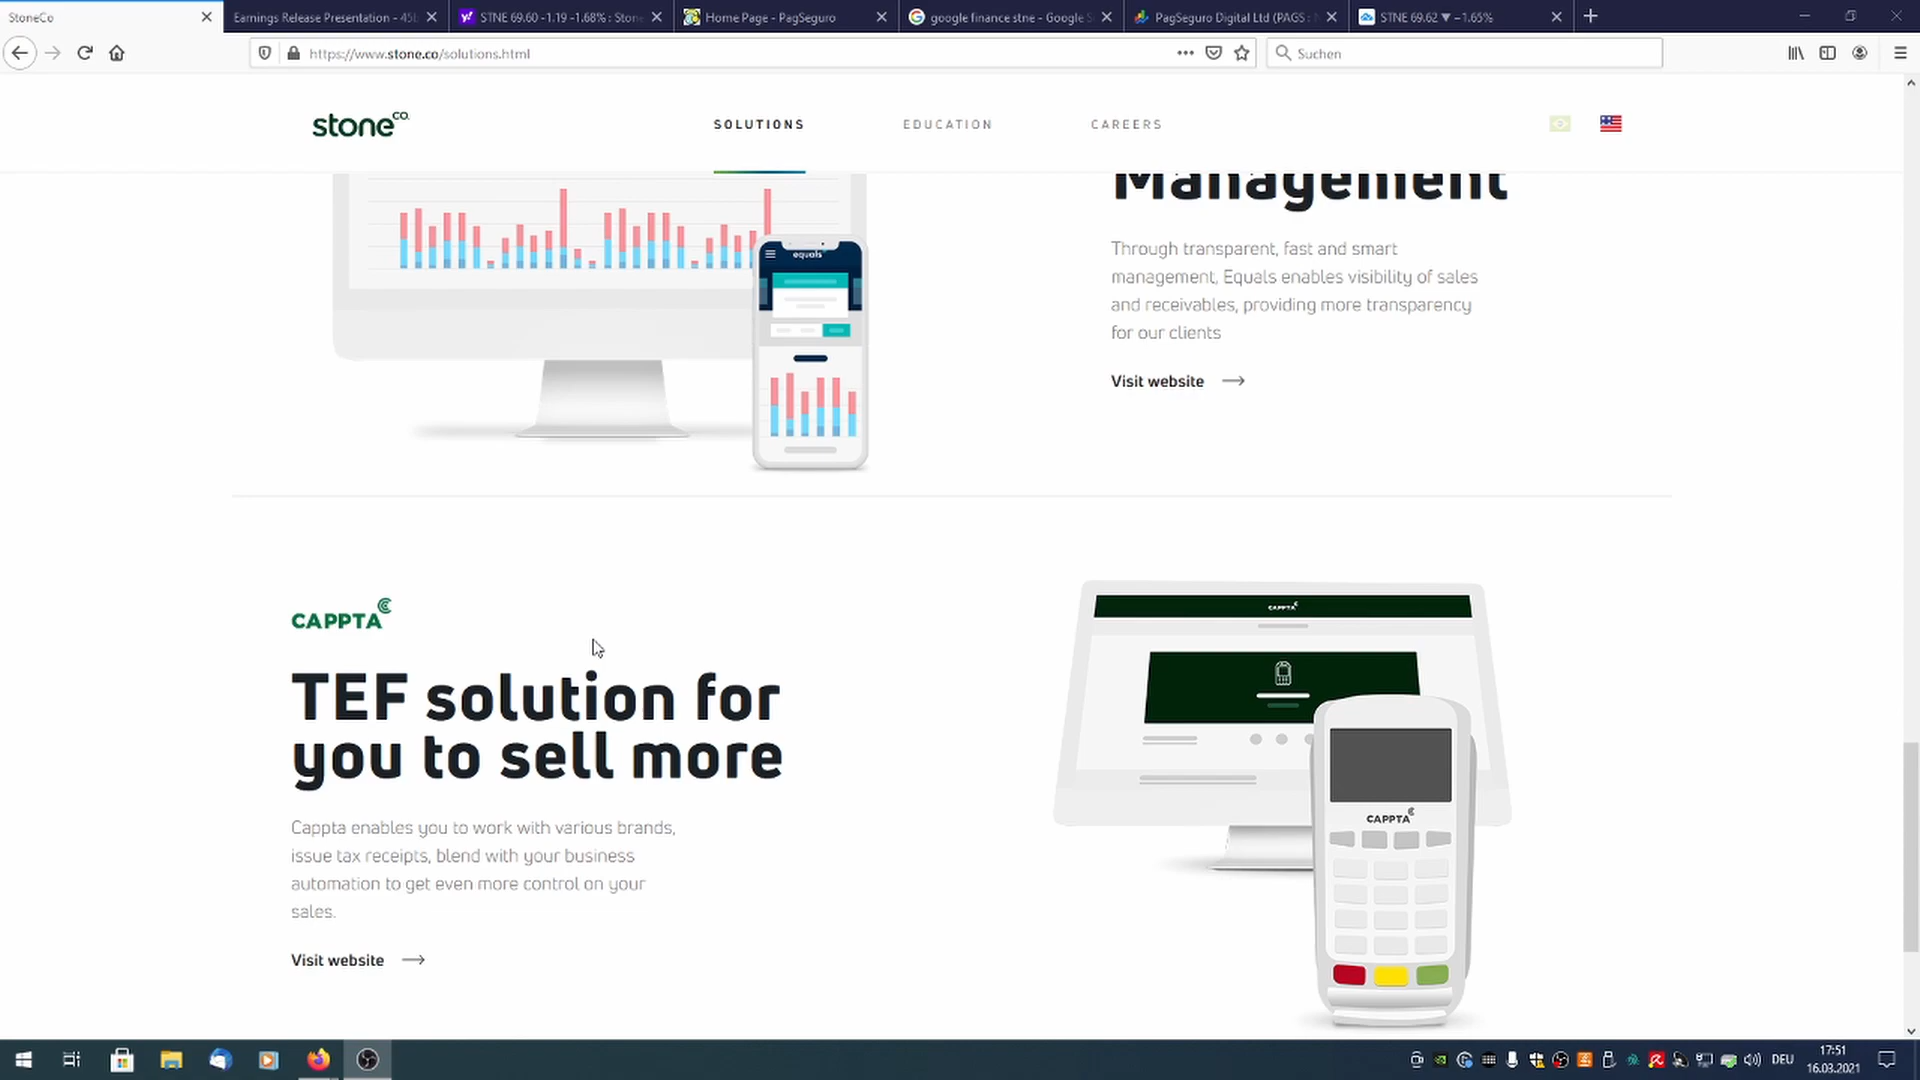 StoneCo
Earnings Release Presentation - 45b
STNE 69.60 -1.19 -1.68% : Stone
Home Page - PagSeguro
google finance stne - Google S
PagSeguro Digital Ltd (PAGS : N
STNE 69.62 ▼ -1.65%
https://www.stone.co/solutions.html
Suchen
stone co.
SOLUTIONS
EDUCATION
CAREERS
Management
Through transparent, fast and smart
management, Equals enables visibility of sales
and receivables, providing more transparency
for our clients
Visit website
equals
CAPPTA
TEF solution for
you to sell more
Cappta enables you to work with various brands,
issue tax receipts, blend with your business
automation to get even more control on your
sales.
Visit website
CAPPTA
CAPPTA
DEU
17:51
16.03.2021